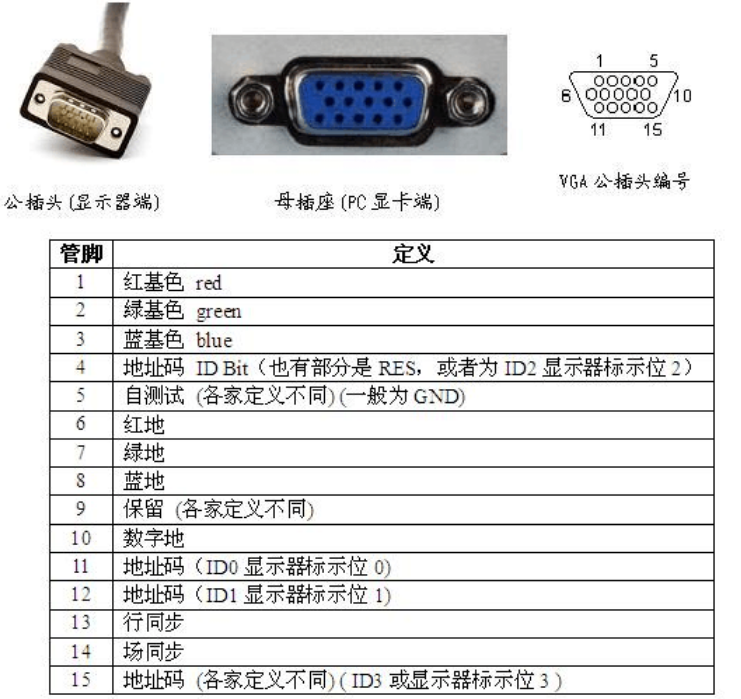 1 5
6 10
11 15
VGA 公插头编号
公插头(显示器端) 母插座(PC 显卡端)
管脚 定义
1 红基色 red
2 绿基色 green
3 蓝基色 blue
4 地址码 ID Bit（也有部分是 RES，或者为 ID2 显示器标示位 2）
5 自测试 (各家定义不同)(一般为 GND)
6 红地
7 绿地
8 蓝地
9 保留 (各家定义不同)
10 数字地
11 地址码（ID0 显示器标示位 0)
12 地址码（ID1 显示器标示位 1)
13 行同步
14 场同步
15 地址码 (各家定义不同)( ID3 或显示器标示位 3 )